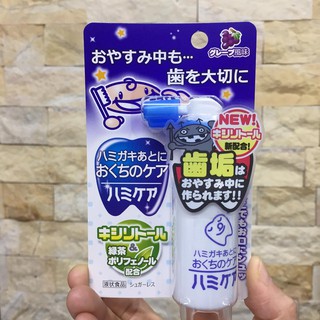 おやすみ中も…
歯を大切に
グレープ風味
ハミガキあとに
おくちのケア
ハミケア
キシリトール
&
緑茶
ポリフェノール
配合
液状食品 シュガーレス
NEW!
キシリトール
新配合!
歯垢は
おやすみ中に
作られます!!
ハミガキあとに
おくちのケア
ハミケア